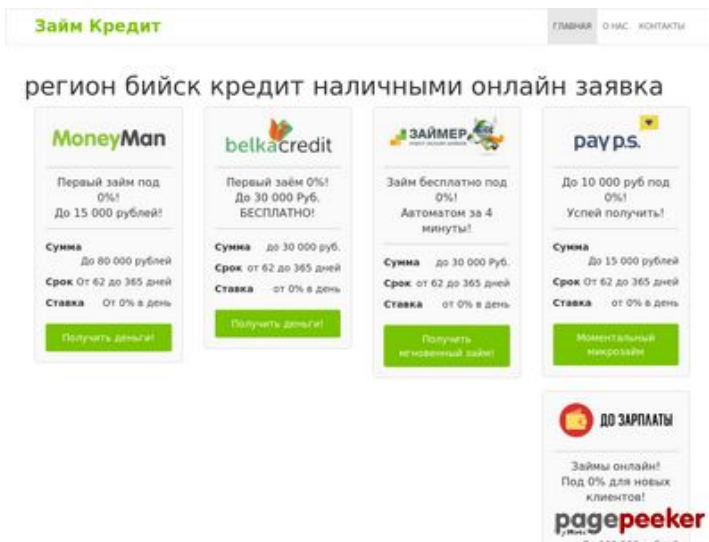 Займ Кредит
ГЛАВНАЯ О НАС КОНТАКТЫ
регион бийск кредит наличными онлайн заявка
MoneyMan
Первый займ под
0%!
До 15 000 рублей!
Сумма
До 80 000 рублей
Срок От 62 до 365 дней
Ставка От 0% в день
Получить деньги!
belkacredit
Первый заём 0%!
До 30 000 Руб.
БЕСПЛАТНО!
Сумма до 30 000 руб.
Срок от 62 до 365 дней
Ставка от 0% в день
Получить деньги!
ЗАЙМЕР
Займ бесплатно под
0%!
Автоматом за 4
минуты!
Сумма до 30 000 Руб.
Срок от 62 до 365 дней
Ставка от 0% в день
Получить
мгновенный займ!
pay p.s.
До 10 000 руб под
0%!
Успей получить!
Сумма
До 15 000 рублей
Срок От 62 до 365 дней
Ставка от 0% в день
Моментальный
микрозайм
ДО ЗАРПЛАТЫ
Займы онлайн!
Под 0% для новых
клиентов!
pagepeeker